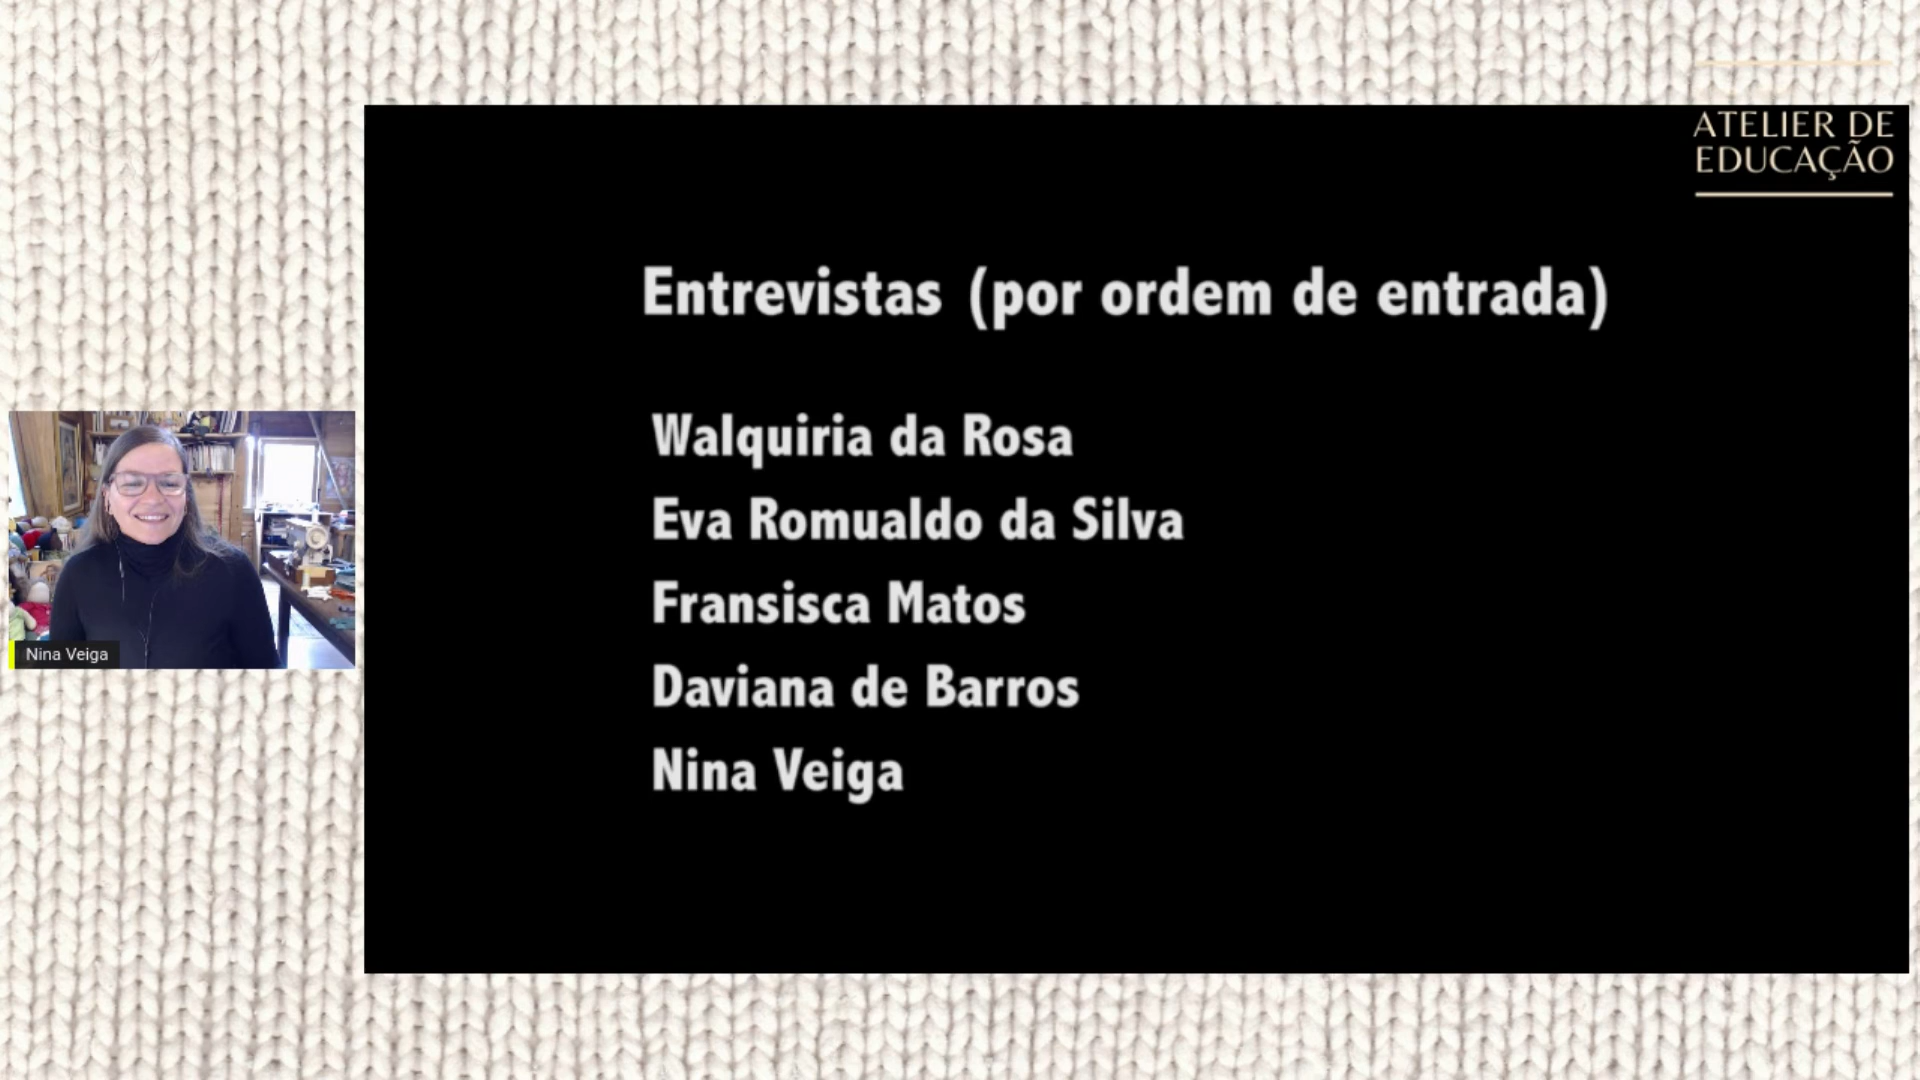 ATELIER DE
EDUCAÇÃO
Entrevistas (por ordem de entrada)
Walquiria da Rosa
Eva Romualdo da Silva
Fransisca Matos
Daviana de Barros
Nina Veiga
Nina Veiga